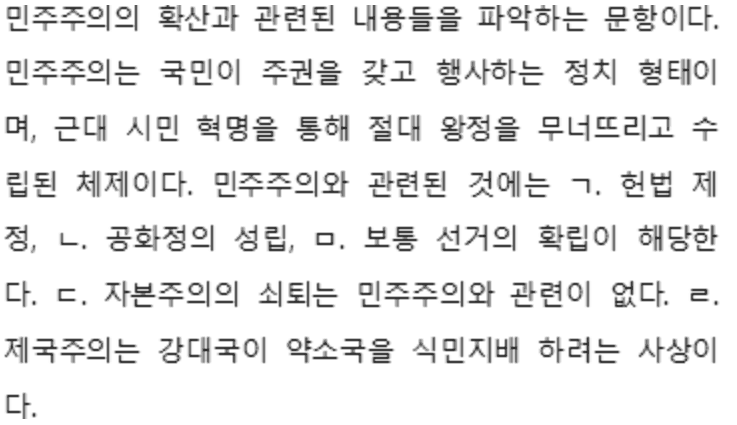 민주주의의 확산과 관련된 내용들을 파악하는 문항이다.
민주주의는 국민이 주권을 갖고 행사하는 정치 형태이
며, 근대 시민 혁명을 통해 절대 왕정을 무너뜨리고 수
립된 체제이다. 민주주의와 관련된 것에는 ㄱ. 헌법 제
정, ㄴ. 공화정의 성립, ㅁ. 보통 선거의 확립이 해당한
다. ㄷ. 자본주의의 쇠퇴는 민주주의와 관련이 없다. ㄹ.
제국주의는 강대국이 약소국을 식민지배 하려는 사상이
다.